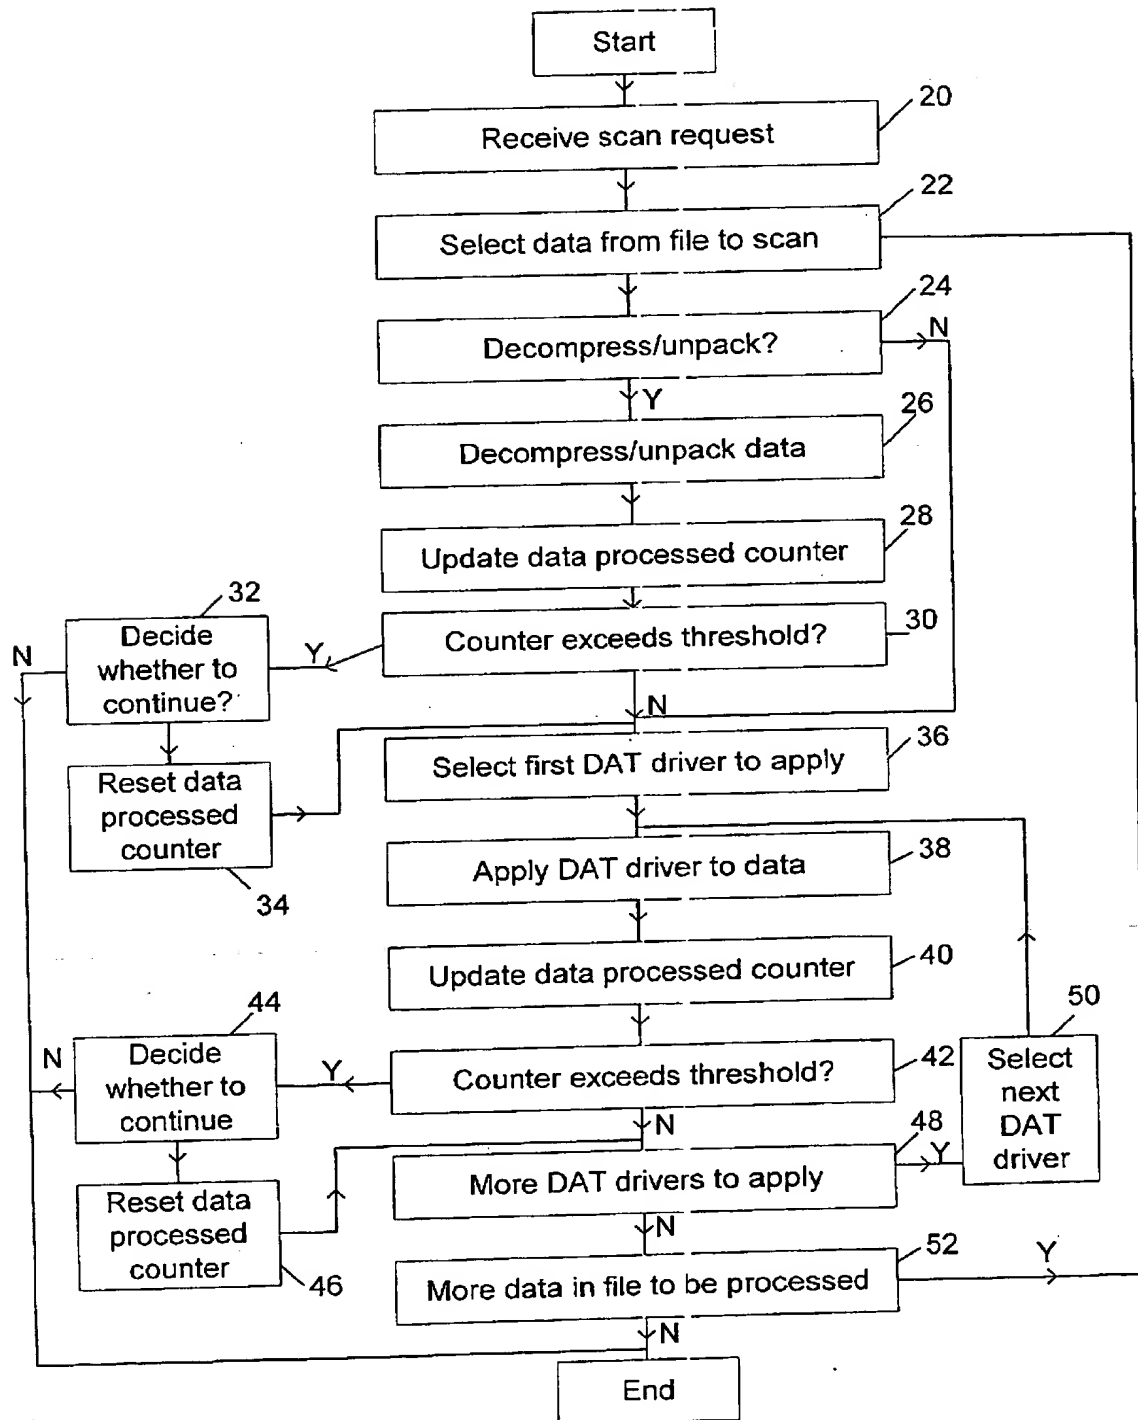 Start
20
Receive scan request
22
Select data from file to scan
24
Decompress/unpack?
N
Y
26
Decompress/unpack data
28
Update data processed counter
32
30
Decide
whether to
continue?
N
Y
Counter exceeds threshold?
N
36
Select first DAT driver to apply
Reset data
processed
counter
34
38
Apply DAT driver to data
40
Update data processed counter
44
50
Decide
whether to
continue
N
Y
Counter exceeds threshold?
42
Select
next
DAT
driver
N
48
More DAT drivers to apply
Y
Reset data
processed
counter
46
N
52
More data in file to be processed
Y
N
End